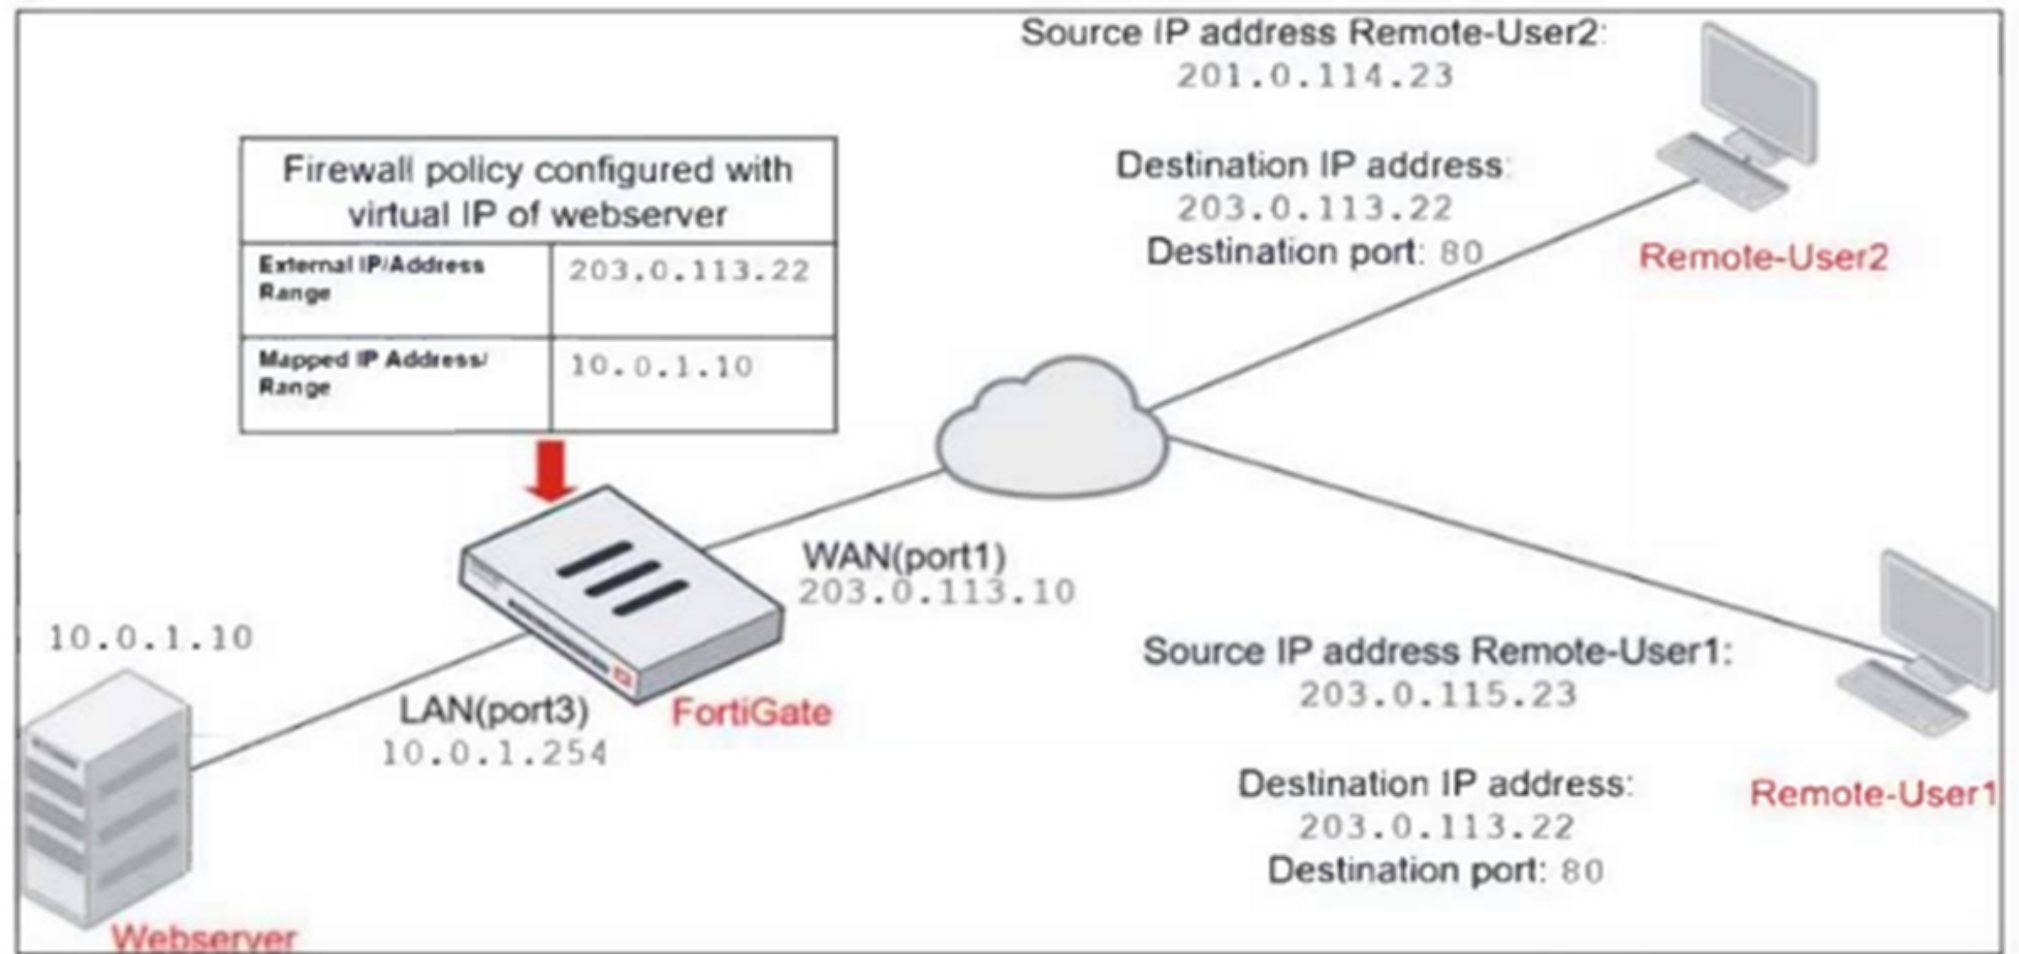 Source IP address Remote-User2:
201.0.114.23
Destination IP address:
203.0.113.22
Destination port: 80
Remote-User2
Firewall policy configured with
virtual IP of webserver
External IP/Address
Range
203.0.113.22
Mapped IP Address/
Range
10.0.1.10
WAN(port1)
203.0.113.10
10.0.1.10
LAN(port3)
10.0.1.254
FortiGate
Webserver
Source IP address Remote-User1:
203.0.115.23
Destination IP address:
203.0.113.22
Destination port: 80
Remote-User1